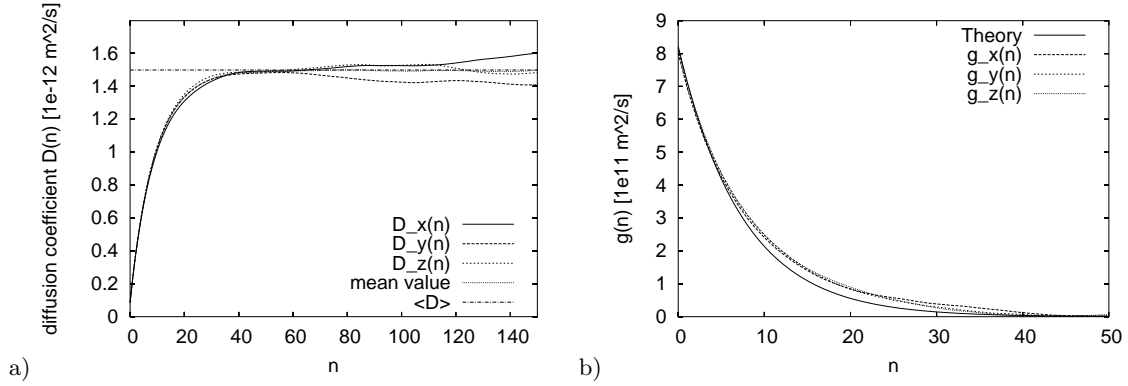 diffusion coefficient D(n) [1e-12 m^2/s]
1.8
1.6
1.4
1.2
1
0.8
0.6
0.4
0.2
0
D_x(n)
D_y(n)
D_z(n)
mean value
<D>
0 20 40 60 80 100 120 140
n
a)
g(n) [1e11 m^2/s]
9
8
7
6
5
4
3
2
1
0
Theory
g_x(n)
g_y(n)
g_z(n)
0 10 20 30 40 50
n
b)